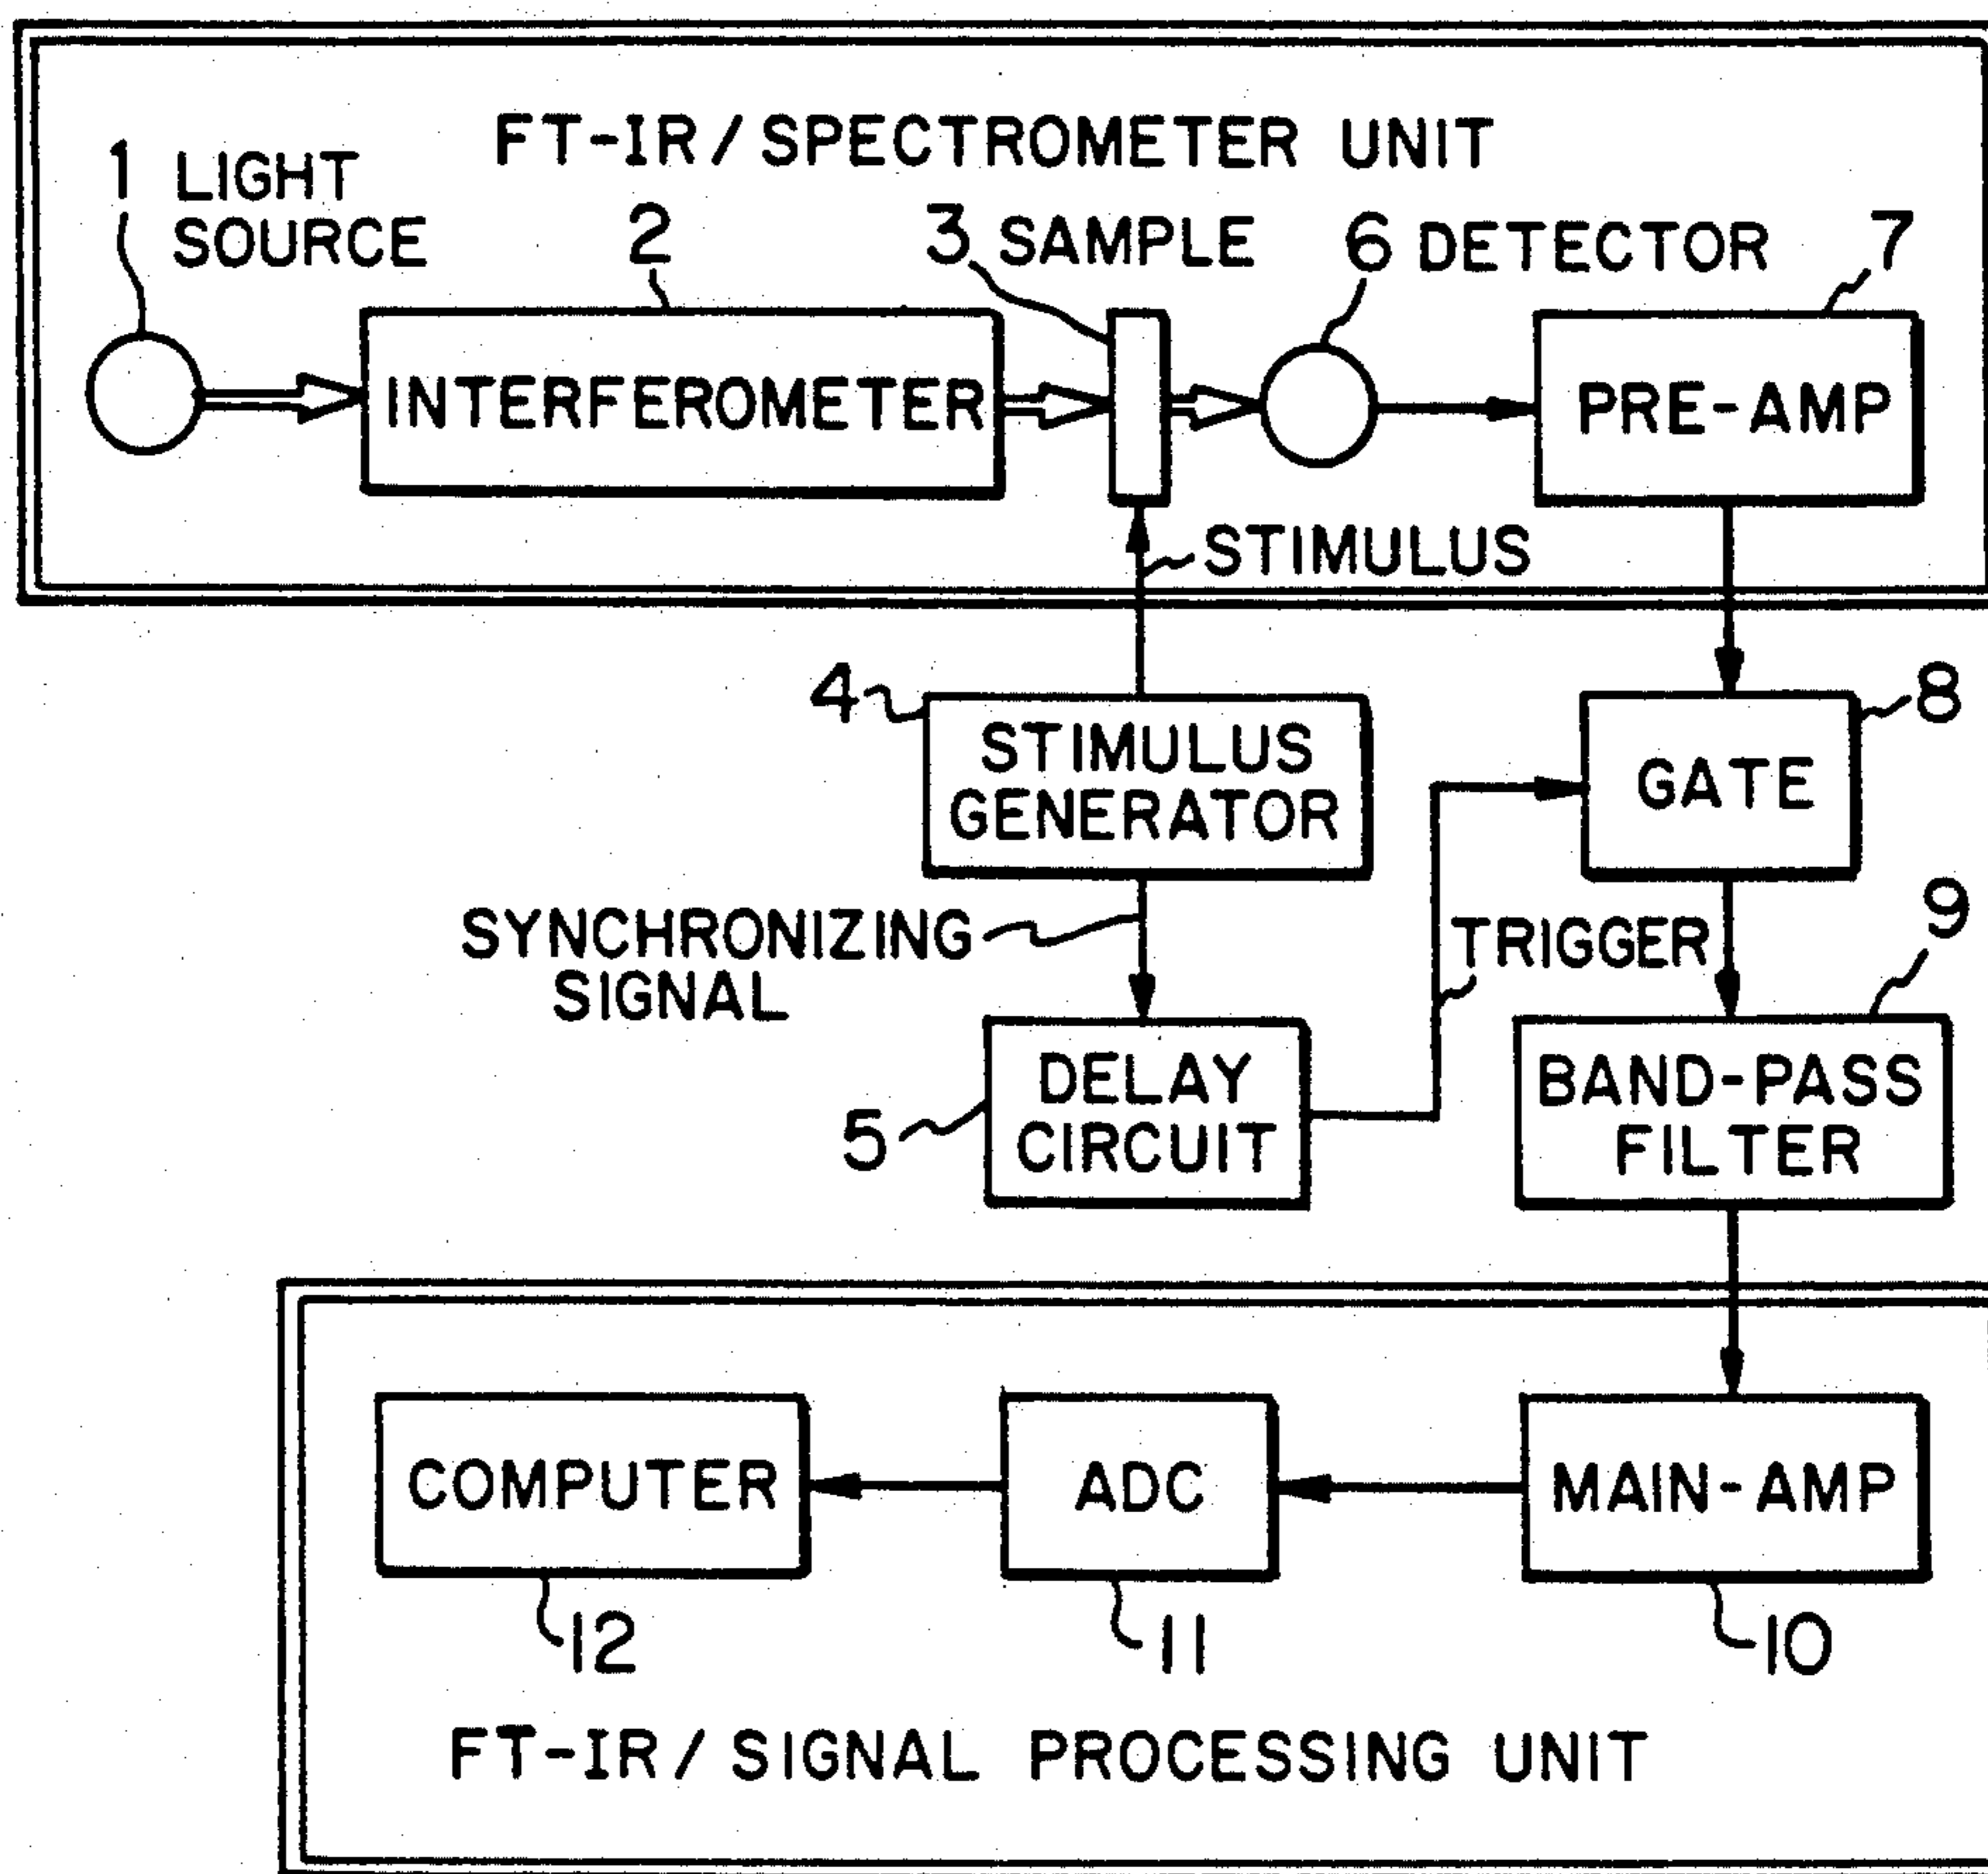 FT-IR/SPECTROMETER UNIT
1 LIGHT
SOURCE
2
3 SAMPLE
6 DETECTOR
7
INTERFEROMETER
PRE-AMP
STIMULUS
4
STIMULUS
GENERATOR
8
GATE
SYNCHRONIZING
SIGNAL
TRIGGER
9
5
DELAY
CIRCUIT
BAND-PASS
FILTER
COMPUTER
ADC
MAIN-AMP
12
11
10
FT-IR/SIGNAL PROCESSING UNIT